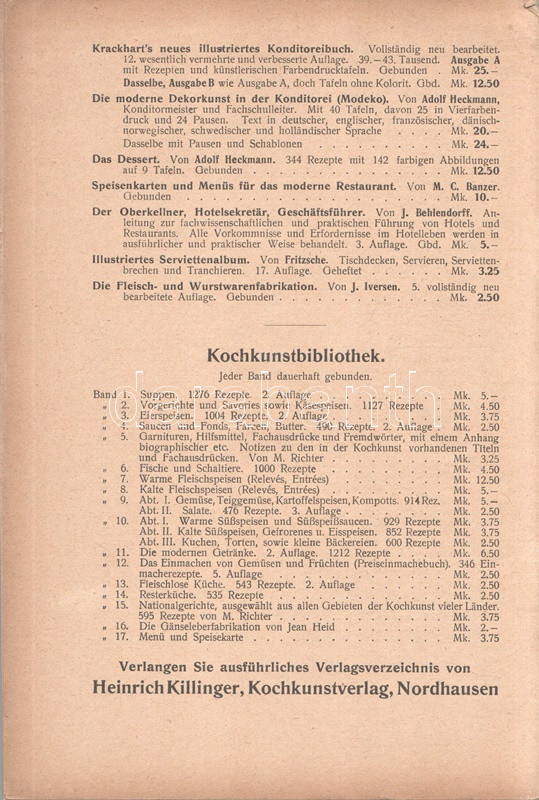 Krackhart's neues illustriertes Konditoreibuch. Vollständig neu bearbeitet.
12. wesentlich vermehrte und verbesserte Auflage. 39.—43. Tausend. Ausgabe A
mit Rezepten und künstlerischen Farbendrucktafeln. Gebunden . Mk. 25.—
Dasselbe, Ausgabe B wie Ausgabe A, doch Tafeln ohne Kolorit. Gbd. Mk. 12.50
Die moderne Dekorkunst in der Konditorei (Modeko). Von Adolf Heckmann,
Konditormeister und Fachschulleiter. Mit 40 Tafeln, davon 25 in Vierfarben-
druck und 24 Pausen. Text in deutscher, englischer, französischer, dänisch-
norwegischer, schwedischer und holländischer Sprache . . . . Mk. 20.—
Dasselbe mit Pausen und Schablonen . . . . . . . . . . Mk. 24.—
Das Dessert. Von Adolf Heckmann. 344 Rezepte mit 142 farbigen Abbildungen
auf 9 Tafeln. Gebunden . . . . . . . . . . . . . . Mk. 12.50
Speisenkarten und Menüs für das moderne Restaurant. Von M. C. Banzer.
Gebunden . . . . . . . . . . . . . . . . . . . Mk. 10.—
Der Oberkellner, Hotelsekretär, Geschäftsführer. Von J. Behlendorff. An-
leitung zur fachwissenschaftlichen und praktischen Führung von Hotels und
Restaurants. Alle Vorkommnisse und Erfordernisse im Hotelleben werden in
ausführlicher und praktischer Weise behandelt. 3. Auflage. Gbd. Mk. 5.—
Illustriertes Serviettenalbum. Von Fritzsche. Tischdecken, Servieren, Servietten-
brechen und Tranchieren. 17. Auflage. Geheftet . . . . . . Mk. 3.25
Die Fleisch- und Wurstwarenfabrikation. Von J. Iversen. 5. vollständig neu
bearbeitete Auflage. Gebunden . . . . . . . . . . . . Mk. 2.50
Kochkunstbibliothek.
Jeder Band dauerhaft gebunden.
Band 1. Suppen. 1276 Rezepte. 2. Auflage . . . . . . . . . . Mk. 5.—
„ 2. Vorgerichte und Savories sowie Käsespeisen. 1127 Rezepte . . Mk. 4.50
„ 3. Eierspeisen. 1004 Rezepte. 2. Auflage . . . . . . . . Mk. 3.75
„ 4. Saucen und Fonds, Farcen, Butter. 490 Rezepte. 2. Auflage . Mk. 2.50
„ 5. Garnituren, Hilfsmittel, Fachausdrücke und Fremdwörter, mit einem Anhang
biographischer etc. Notizen zu den in der Kochkunst vorhandenen Titeln
und Fachausdrücken. Von M. Richter . . . . . . . . . Mk. 3.25
„ 6. Fische und Schaltiere. 1000 Rezepte . . . . . . . . . Mk. 4.50
„ 7. Warme Fleischspeisen (Relevés, Entrées) . . . . . . . . Mk. 12.50
„ 8. Kalte Fleischspeisen (Relevés, Entrées) . . . . . . . . Mk. 5.—
„ 9. Abt. I. Gemüse, Teiggemüse, Kartoffelspeisen, Kompotts. 914 Rez. Mk. 5.—
Abt. II. Salate. 476 Rezepte. 3. Auflage . . . . . . . . Mk. 2.50
„ 10. Abt. I. Warme Süßspeisen und Süßspeißsaucen. 929 Rezepte Mk. 3.75
Abt. II. Kalte Süßspeisen, Gefrorenes u. Eisspeisen. 852 Rezepte Mk. 3.75
Abt. III. Kuchen, Torten, sowie kleine Bäckereien. 600 Rezepte Mk. 2.50
„ 11. Die modernen Getränke. 2. Auflage. 1212 Rezepte . . . . . Mk. 6.50
„ 12. Das Einmachen von Gemüsen und Früchten (Preiseinmachebuch). 346 Ein-
macherezepte. 5. Auflage . . . . . . . . . . . . . Mk. 2.50
„ 13. Fleischlose Küche. 543 Rezepte. 2. Auflage . . . . . . Mk. 2.50
„ 14. Resterküche. 535 Rezepte . . . . . . . . . . . . Mk. 2.50
„ 15. Nationalgerichte, ausgewählt aus allen Gebieten der Kochkunst vieler Länder.
595 Rezepte von M. Richter . . . . . . . . . . . . Mk. 3.75
„ 16. Die Gänseleberfabrikation von Jean Heid . . . . . . . Mk. 2.—
„ 17. Menü und Speisekarte . . . . . . . . . . . . . Mk. 3.75
Verlangen Sie ausführliches Verlagsverzeichnis von
Heinrich Killinger, Kochkunstverlag, Nordhausen
darabanth